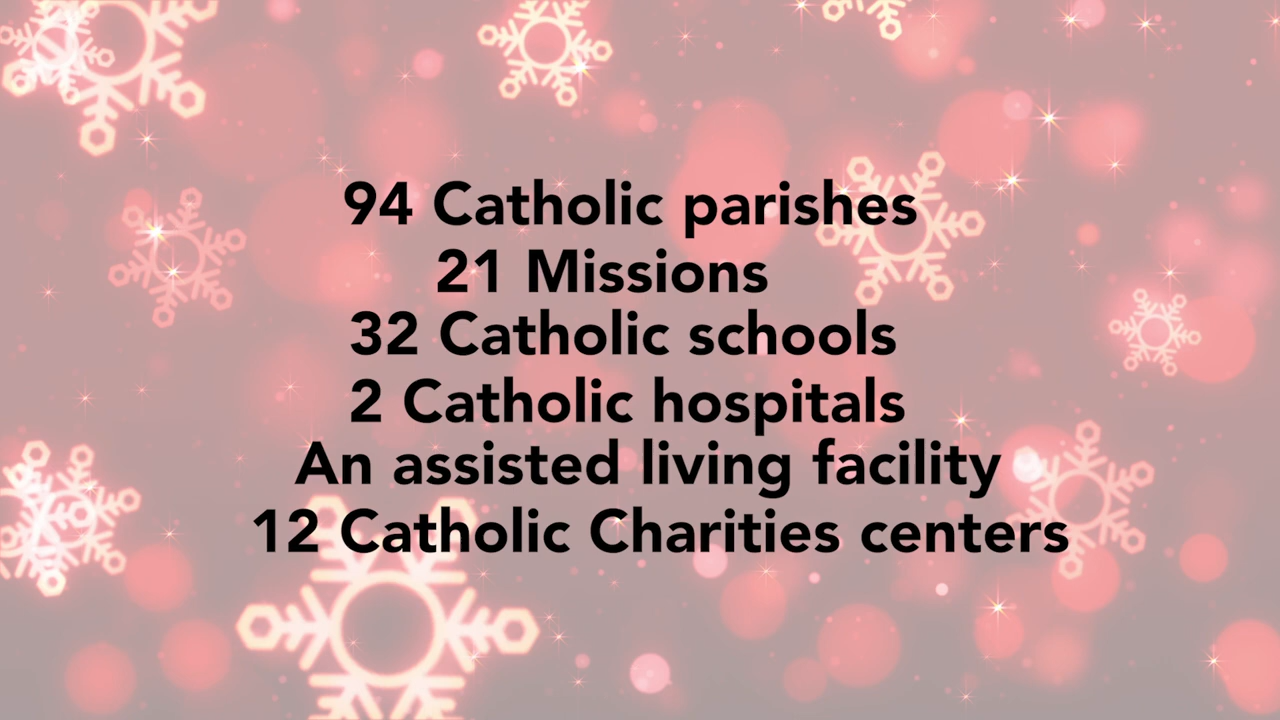 94 Catholic parishes
21 Missions
32 Catholic schools
2 Catholic hospitals
An assisted living facility
12 Catholic Charities centers